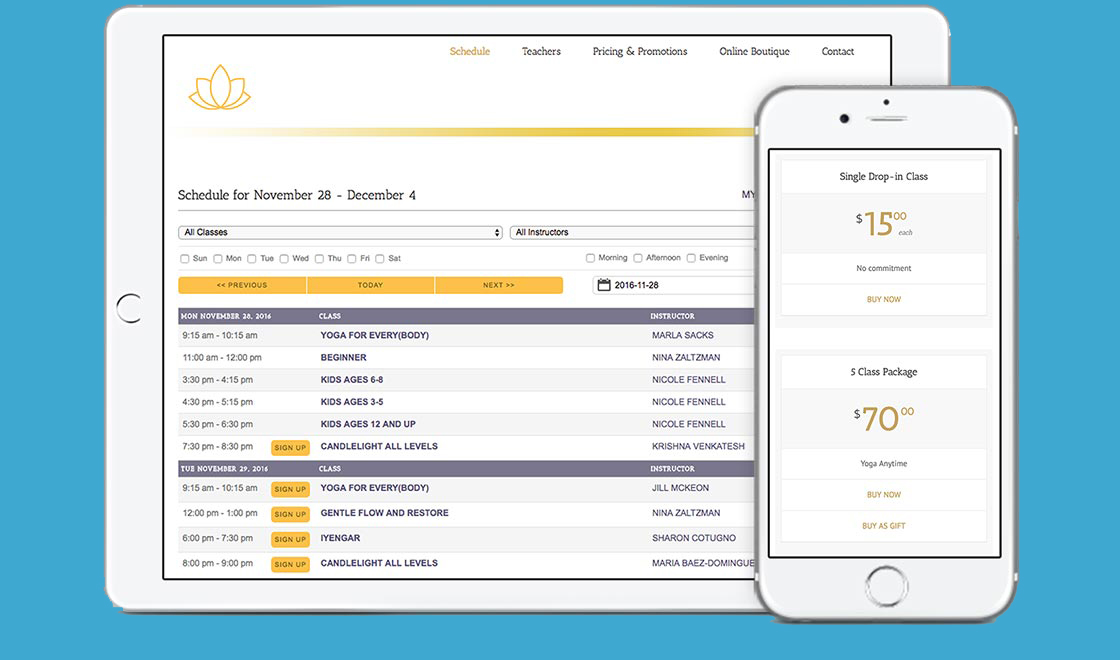 Schedule Teachers Pricing & Promotions Online Boutique Contact
Schedule for November 28 - December 4 MY
All Classes All Instructors
Sun Mon Tue Wed Thu Fri Sat Morning Afternoon Evening
<< PREVIOUS TODAY NEXT >> 2016-11-28
MON NOVEMBER 28, 2016 CLASS INSTRUCTOR
9:15 am - 10:15 am YOGA FOR EVERY(BODY) MARLA SACKS
11:00 am - 12:00 pm BEGINNER NINA ZALTZMAN
3:30 pm - 4:15 pm KIDS AGES 6-8 NICOLE FENNELL
4:30 pm - 5:15 pm KIDS AGES 3-5 NICOLE FENNELL
5:30 pm - 6:30 pm KIDS AGES 12 AND UP NICOLE FENNELL
7:30 pm - 8:30 pm SIGN UP CANDLELIGHT ALL LEVELS KRISHNA VENKATESH
TUE NOVEMBER 29, 2016 CLASS INSTRUCTOR
9:15 am - 10:15 am SIGN UP YOGA FOR EVERY(BODY) JILL MCKEON
12:00 pm - 1:00 pm SIGN UP GENTLE FLOW AND RESTORE NINA ZALTZMAN
6:00 pm - 7:30 pm SIGN UP IYENGAR SHARON COTUGNO
8:00 pm - 9:00 pm SIGN UP CANDLELIGHT ALL LEVELS MARIA BAEZ-DOMINGUE
Single Drop-in Class
$15.00 each
No commitment
BUY NOW
5 Class Package
$70.00
Yoga Anytime
BUY NOW
BUY AS GIFT